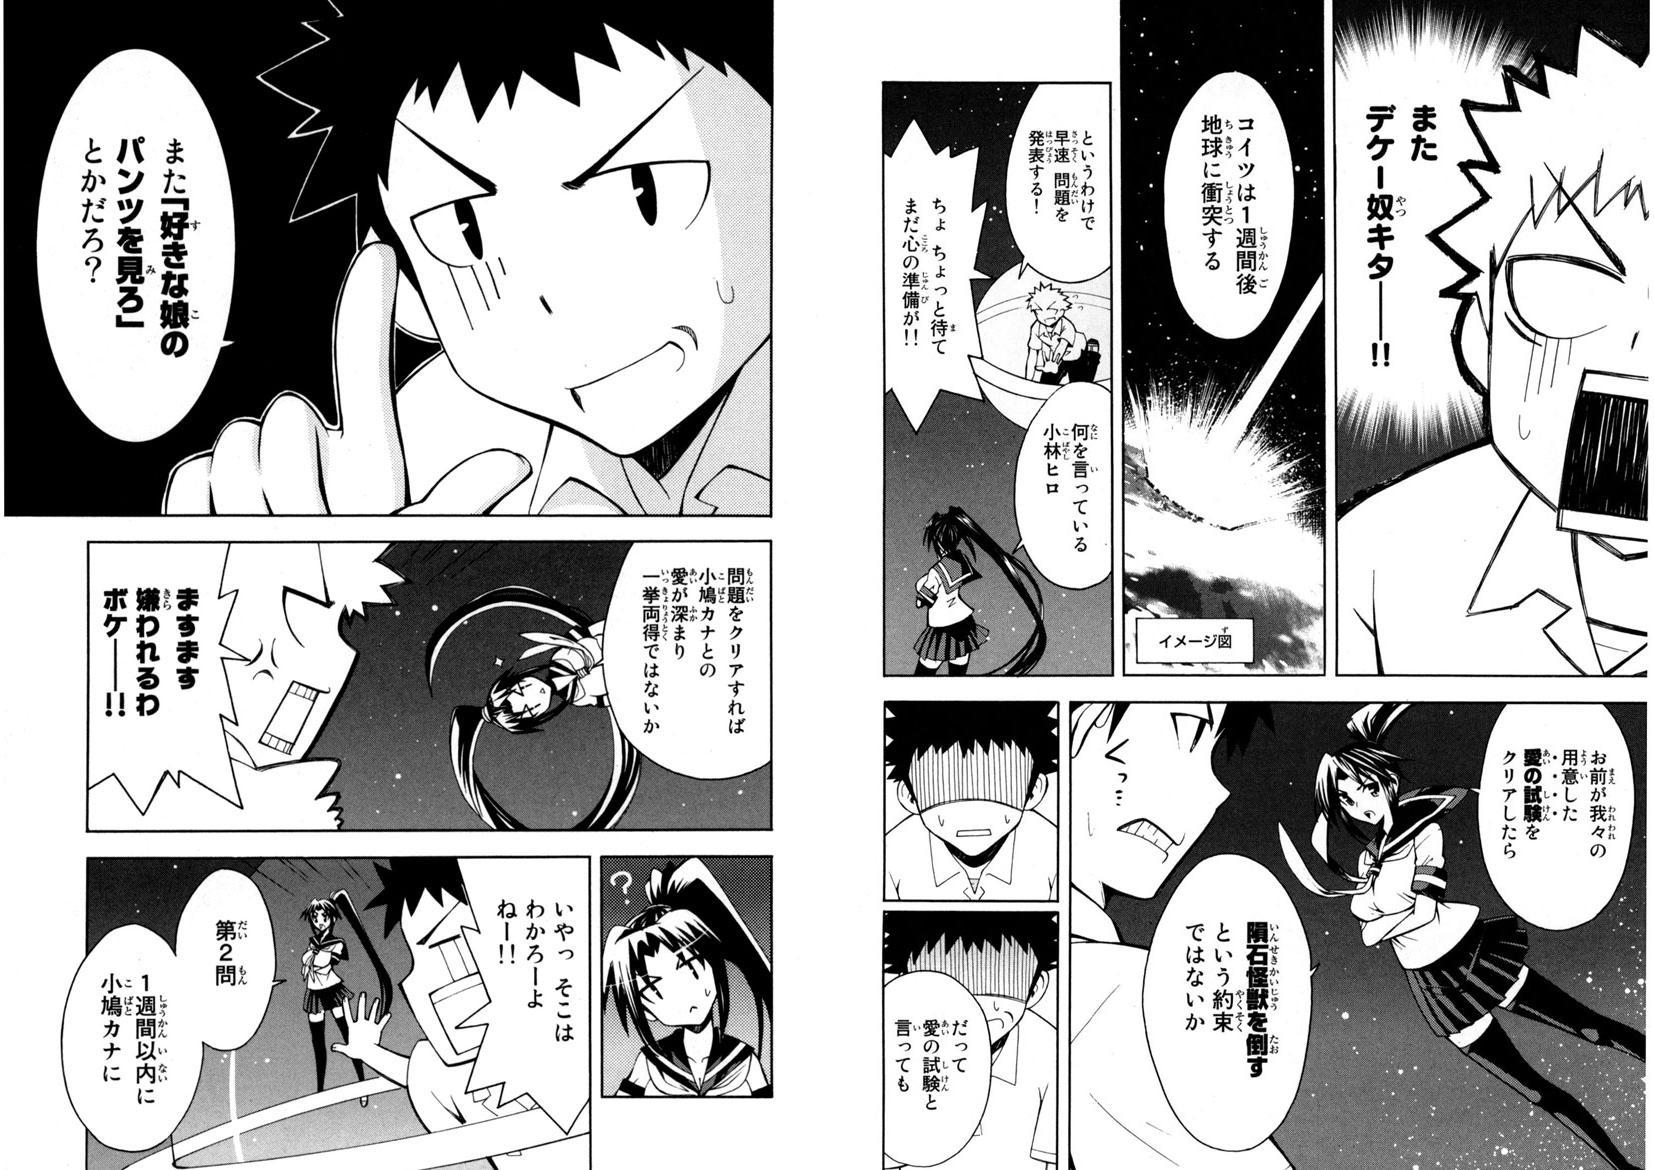 また
デケー奴キター――!!
コイツは1週間後
地球に衝突する
イメージ図
というわけで
早速 問題を
発表する!
ちょ ちょっと待て
まだ心の準備が!!
何を言っている
小林ヒロ
お前が我々の
用意した
愛の試験を
クリアしたら
隕石怪獣を倒す
という約束
ではないか
だって
愛の試験と
言っても
また「好きな娘の
パンツを見ろ」
とかだろ?
問題をクリアすれば
小鳩カナとの
愛が深まり
一挙両得ではないか
ますます
嫌われるわ
ボケ――!!
?
いやっ そこは
わかろーよ
ねー!!
第2問
1週間以内に
小鳩カナに